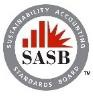 SUSTAINABILITY ACCOUNTING
SASB
STANDARDS BOARD
TM